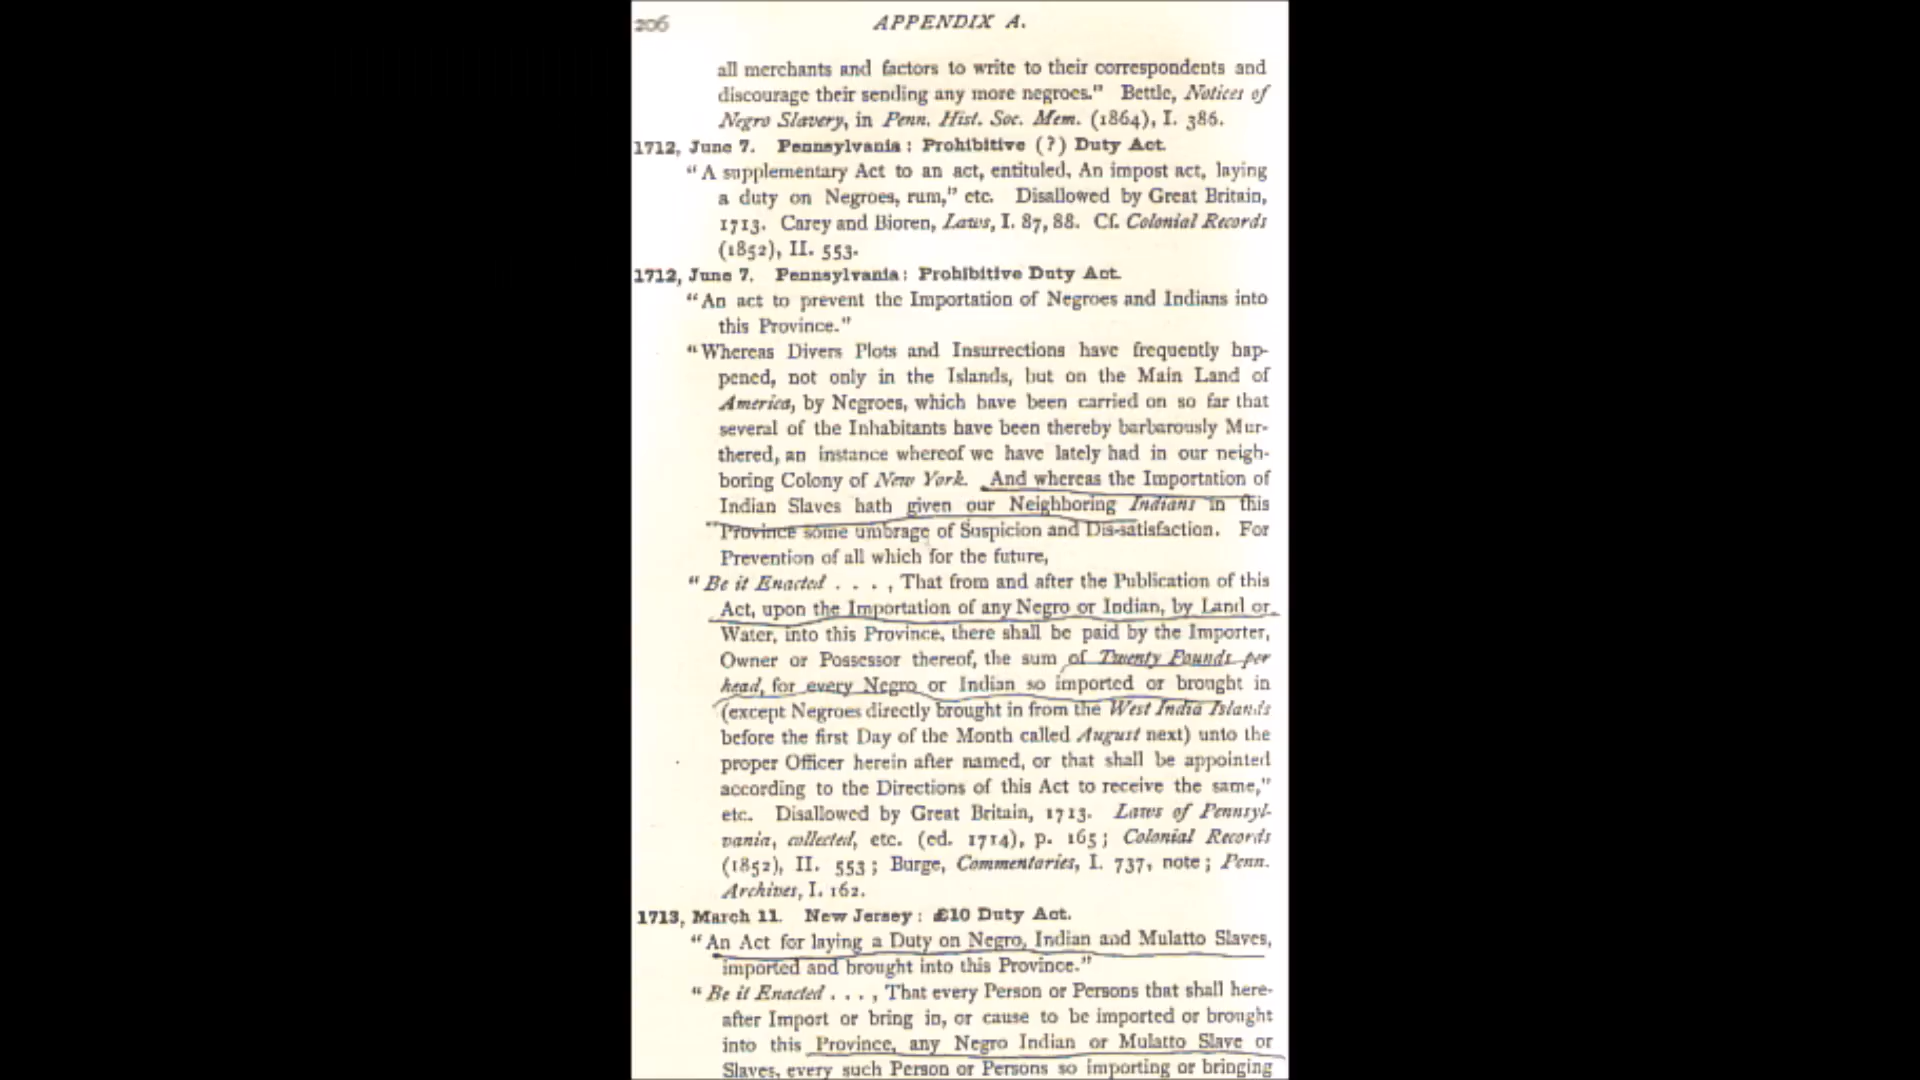 206
APPENDIX A.
all merchants and factors to write to their correspondents and
discourage their sending any more negroes." Bettle, Notices of
Negro Slavery, in Penn. Hist. Soc. Mem. (1864), I. 386.
1712, June 7. Pennsylvania: Prohibitive (?) Duty Act.
"A supplementary Act to an act, entituled, An impost act, laying
a duty on Negroes, rum," etc. Disallowed by Great Britain,
1713. Carey and Bioren, Laws, I. 87, 88. Cf. Colonial Records
(1852), II. 553.
1712, June 7. Pennsylvania: Prohibitive Duty Act.
"An act to prevent the Importation of Negroes and Indians into
this Province."
"Whereas Divers Plots and Insurrections have frequently hap-
pened, not only in the Islands, but on the Main Land of
America, by Negroes, which have been carried on so far that
several of the Inhabitants have been thereby barbarously Mur-
thered, an instance whereof we have lately had in our neigh-
boring Colony of New York. And whereas the Importation of
Indian Slaves hath given our Neighboring Indians in this
Province some umbrage of Suspicion and Dis-satisfaction. For
Prevention of all which for the future,
"Be it Enacted . . . . , That from and after the Publication of this
Act, upon the Importation of any Negro or Indian, by Land or
Water, into this Province, there shall be paid by the Importer,
Owner or Possessor thereof, the sum of Twenty Pounds per
head, for every Negro or Indian so imported or brought in
(except Negroes directly brought in from the West India Islands
before the first Day of the Month called August next) unto the
proper Officer herein after named, or that shall be appointed
according to the Directions of this Act to receive the same,"
etc. Disallowed by Great Britain, 1713. Laws of Pennsyl-
vania, collected, etc. (ed. 1714), p. 165; Colonial Records
(1852), II. 553; Burge, Commentaries, I. 737, note; Penn.
Archives, I. 162.
1713, March 11. New Jersey: £10 Duty Act.
"An Act for laying a Duty on Negro, Indian and Mulatto Slaves,
imported and brought into this Province."
"Be it Enacted . . . , That every Person or Persons that shall here-
after Import or bring in, or cause to be imported or brought
into this Province, any Negro Indian or Mulatto Slave or
Slaves, every such Person or Persons so importing or bringing